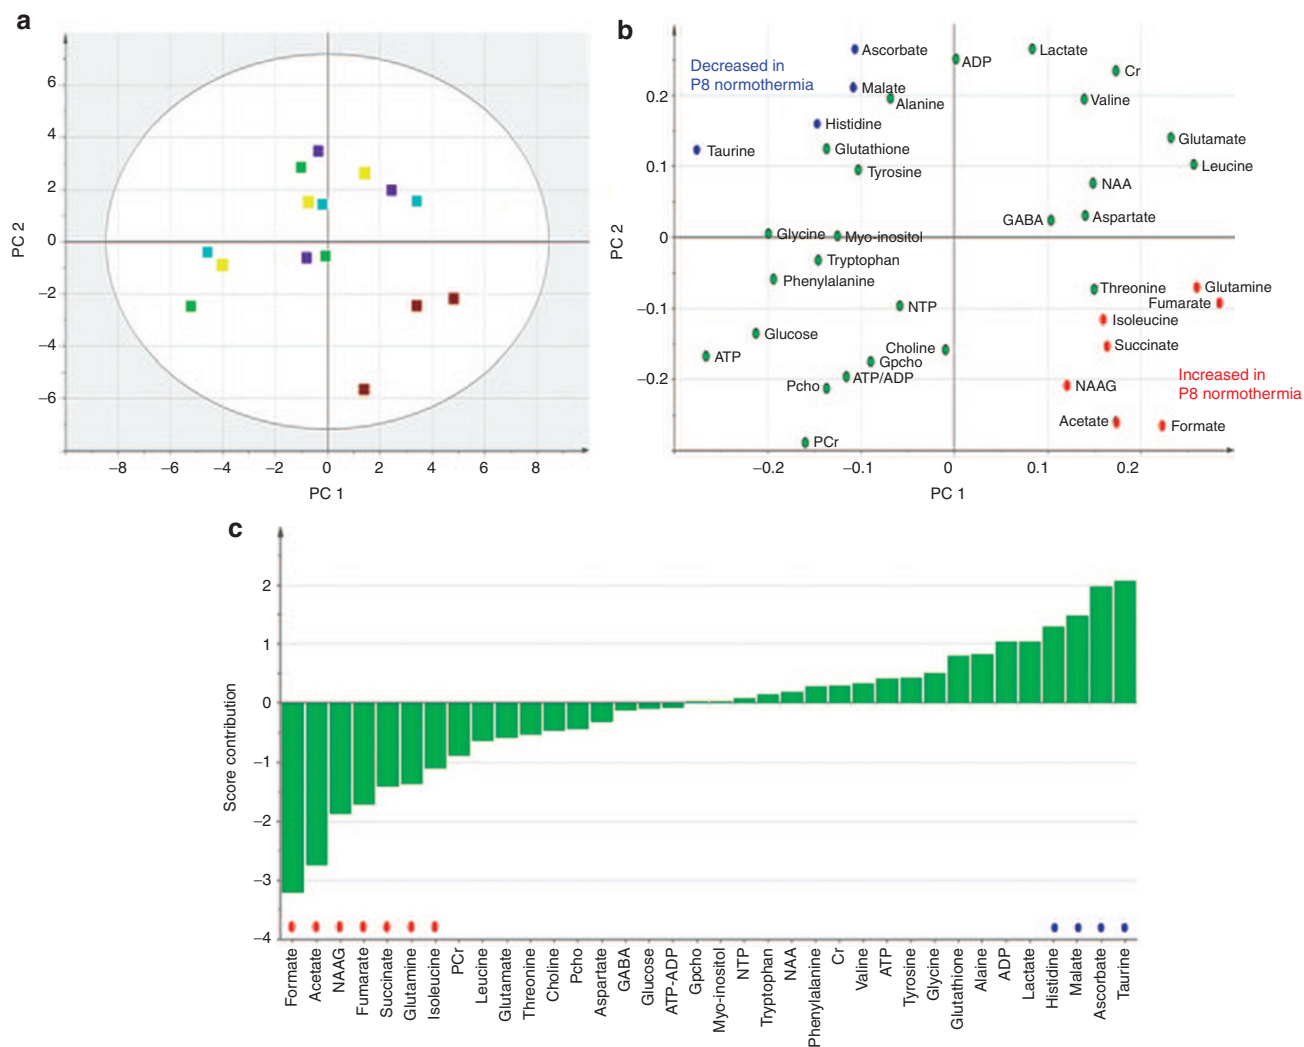 a
6
4
2
0
−2
−4
−6
PC 2
−8
−6
−4
−2
0
2
4
6
8
PC 1
b
Decreased in
P8 normothermia
Ascorbate
ADP
Lactate
Cr
Malate
Alanine
Valine
Histidine
Glutamate
Taurine
Glutathione
Leucine
Tyrosine
NAA
GABA
Aspartate
Glycine
Myo-inositol
Tryptophan
Phenylalanine
Threonine
Glutamine
Fumarate
NTP
Isoleucine
Glucose
Choline
Succinate
ATP
Gpcho
Pcho
ATP/ADP
NAAG
Increased in
P8 normothermia
Acetate
Formate
PCr
0.2
0.1
0
−0.1
−0.2
PC 2
−0.2
−0.1
0
0.1
0.2
PC 1
c
2
1
0
−1
−2
−3
−4
Score contribution
Formate
Acetate
NAAG
Fumarate
Succinate
Glutamine
Isoleucine
PCr
Leucine
Glutamate
Threonine
Choline
Pcho
Aspartate
GABA
Glucose
ATP-ADP
Gpcho
Myo-inositol
NTP
Tryptophan
NAA
Phenylanine
Cr
Valine
ATP
Tyrosine
Glycine
Glutathione
Alaine
ADP
Lactate
Histidine
Malate
Ascorbate
Taurine